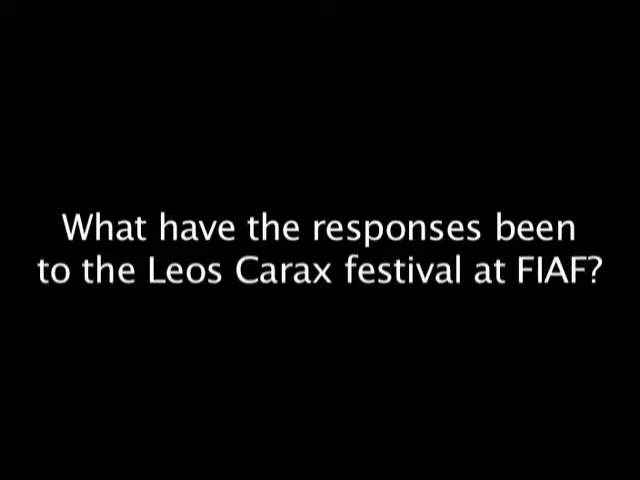 What have the responses been
to the Leos Carax festival at FIAF?